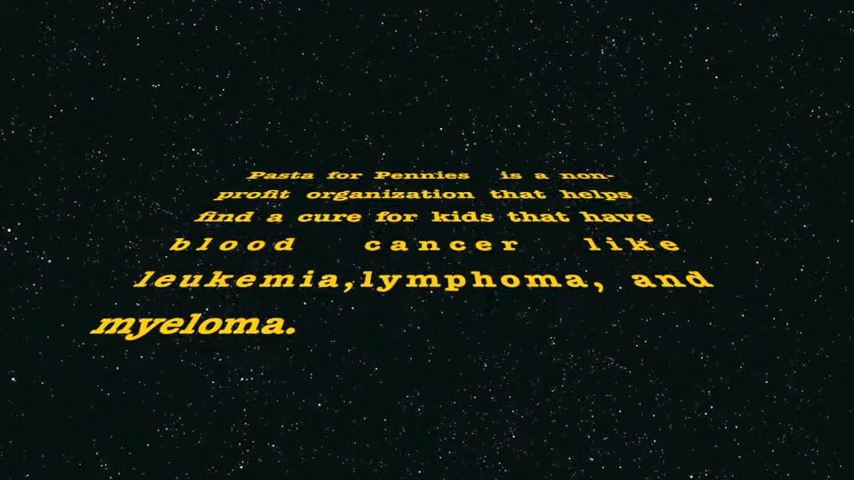 Pasta for Pennies is a non-
profit organization that helps
find a cure for kids that have
blood cancer like
leukemia,lymphoma, and
myeloma.